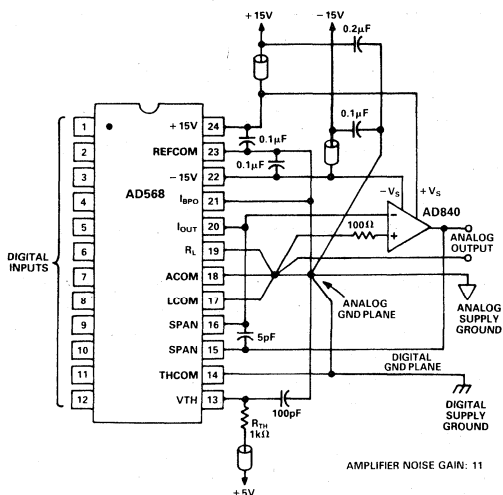 +15V
−15V
0.2μF
0.1μF
1
2
3
4
5
6
7
8
9
10
11
12
DIGITAL
INPUTS
AD568
+15V
REFCOM
−15V
IBPO
IOUT
RL
ACOM
LCOM
SPAN
SPAN
THCOM
VTH
24
23
22
21
20
19
18
17
16
15
14
13
0.1μF
0.1μF
−VS
+VS
AD840
100Ω
ANALOG
OUTPUT
ANALOG
GND PLANE
ANALOG
SUPPLY
GROUND
5pF
DIGITAL
GND PLANE
100pF
DIGITAL
SUPPLY
GROUND
RTH
1kΩ
+5V
AMPLIFIER NOISE GAIN: 11